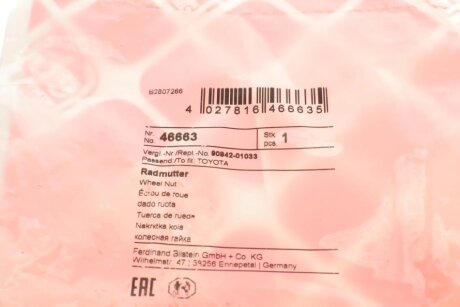 B2807266
4 027816 466635
Nr.
No. 46663
Stk
pcs. 1
Vergl.-Nr./Repl.-No. 90942-01033
Passend/To fit: TOYOTA
Radmutter
Wheel Nut
Écrou de roue
dado ruota
Tuerca de rueda
Nakrętka koła
колесная гайка
Ferdinand Bilstein GmbH + Co. KG
Wilhelmstr. 47 | 58256 Ennepetal | Germany
EAC